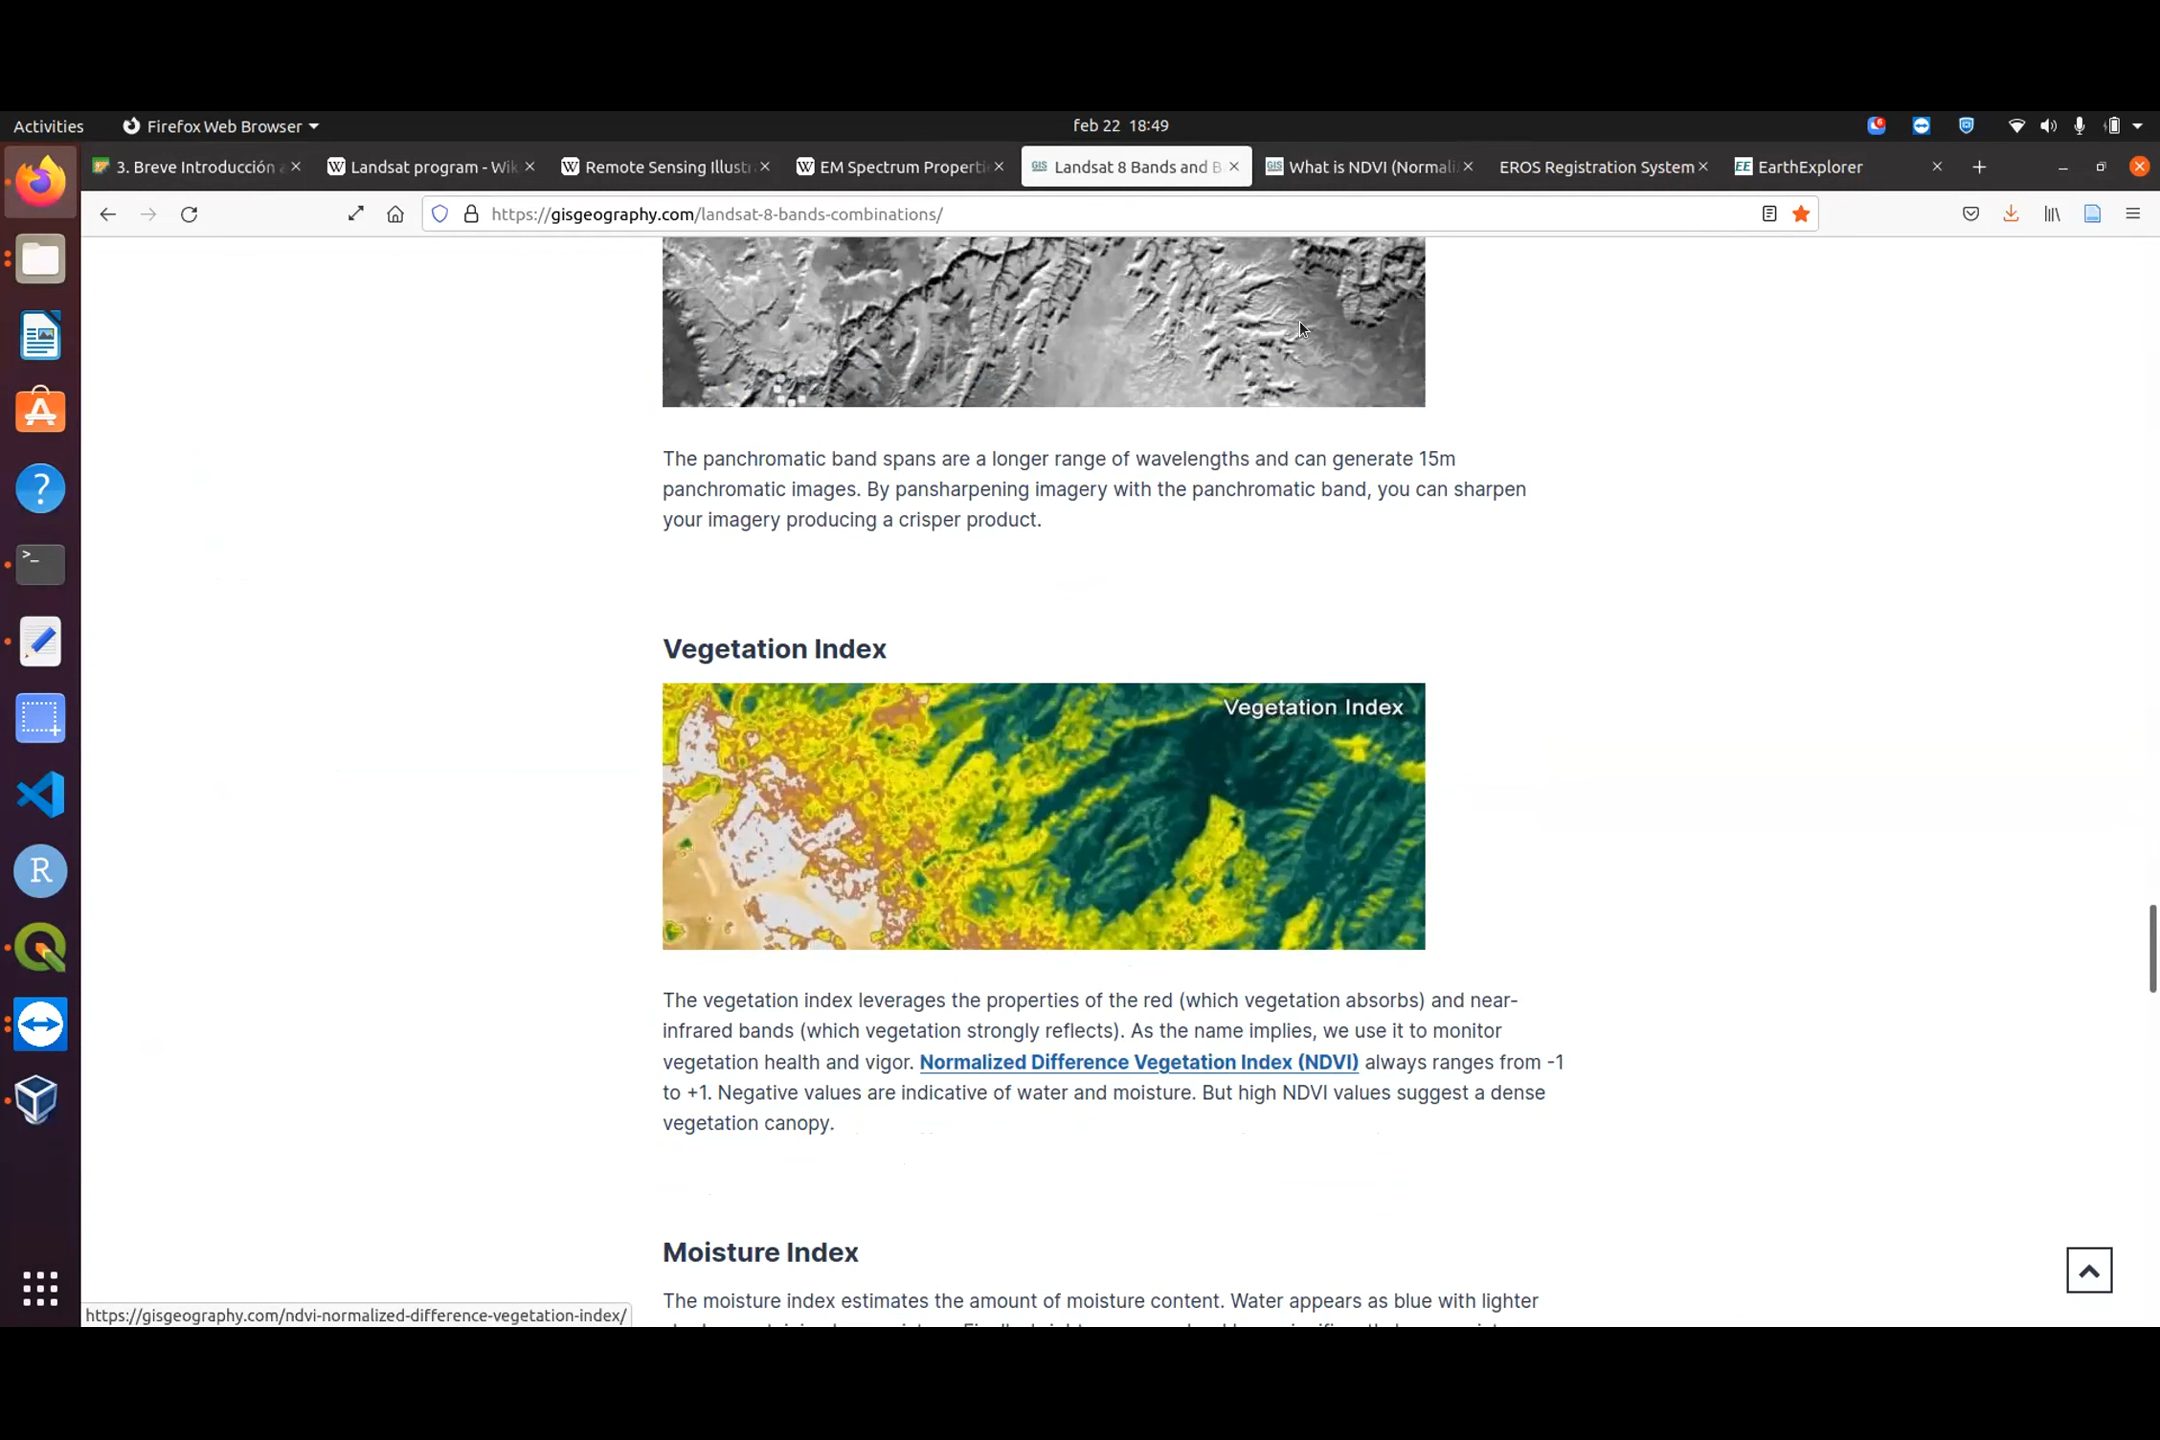 Activities
Firefox Web Browser
feb 22 18:49
3. Breve Introducción
Landsat program - Wik
Remote Sensing Illustr
EM Spectrum Properti
GIS Landsat 8 Bands and B
GIS What is NDVI (Normali
EROS Registration System
EE EarthExplorer
https://gisgeography.com/landsat-8-bands-combinations/
The panchromatic band spans are a longer range of wavelengths and can generate 15m
panchromatic images. By pansharpening imagery with the panchromatic band, you can sharpen
your imagery producing a crisper product.
Vegetation Index
Vegetation Index
The vegetation index leverages the properties of the red (which vegetation absorbs) and near-
infrared bands (which vegetation strongly reflects). As the name implies, we use it to monitor
vegetation health and vigor. Normalized Difference Vegetation Index (NDVI) always ranges from -1
to +1. Negative values are indicative of water and moisture. But high NDVI values suggest a dense
vegetation canopy.
Moisture Index
The moisture index estimates the amount of moisture content. Water appears as blue with lighter
https://gisgeography.com/ndvi-normalized-difference-vegetation-index/